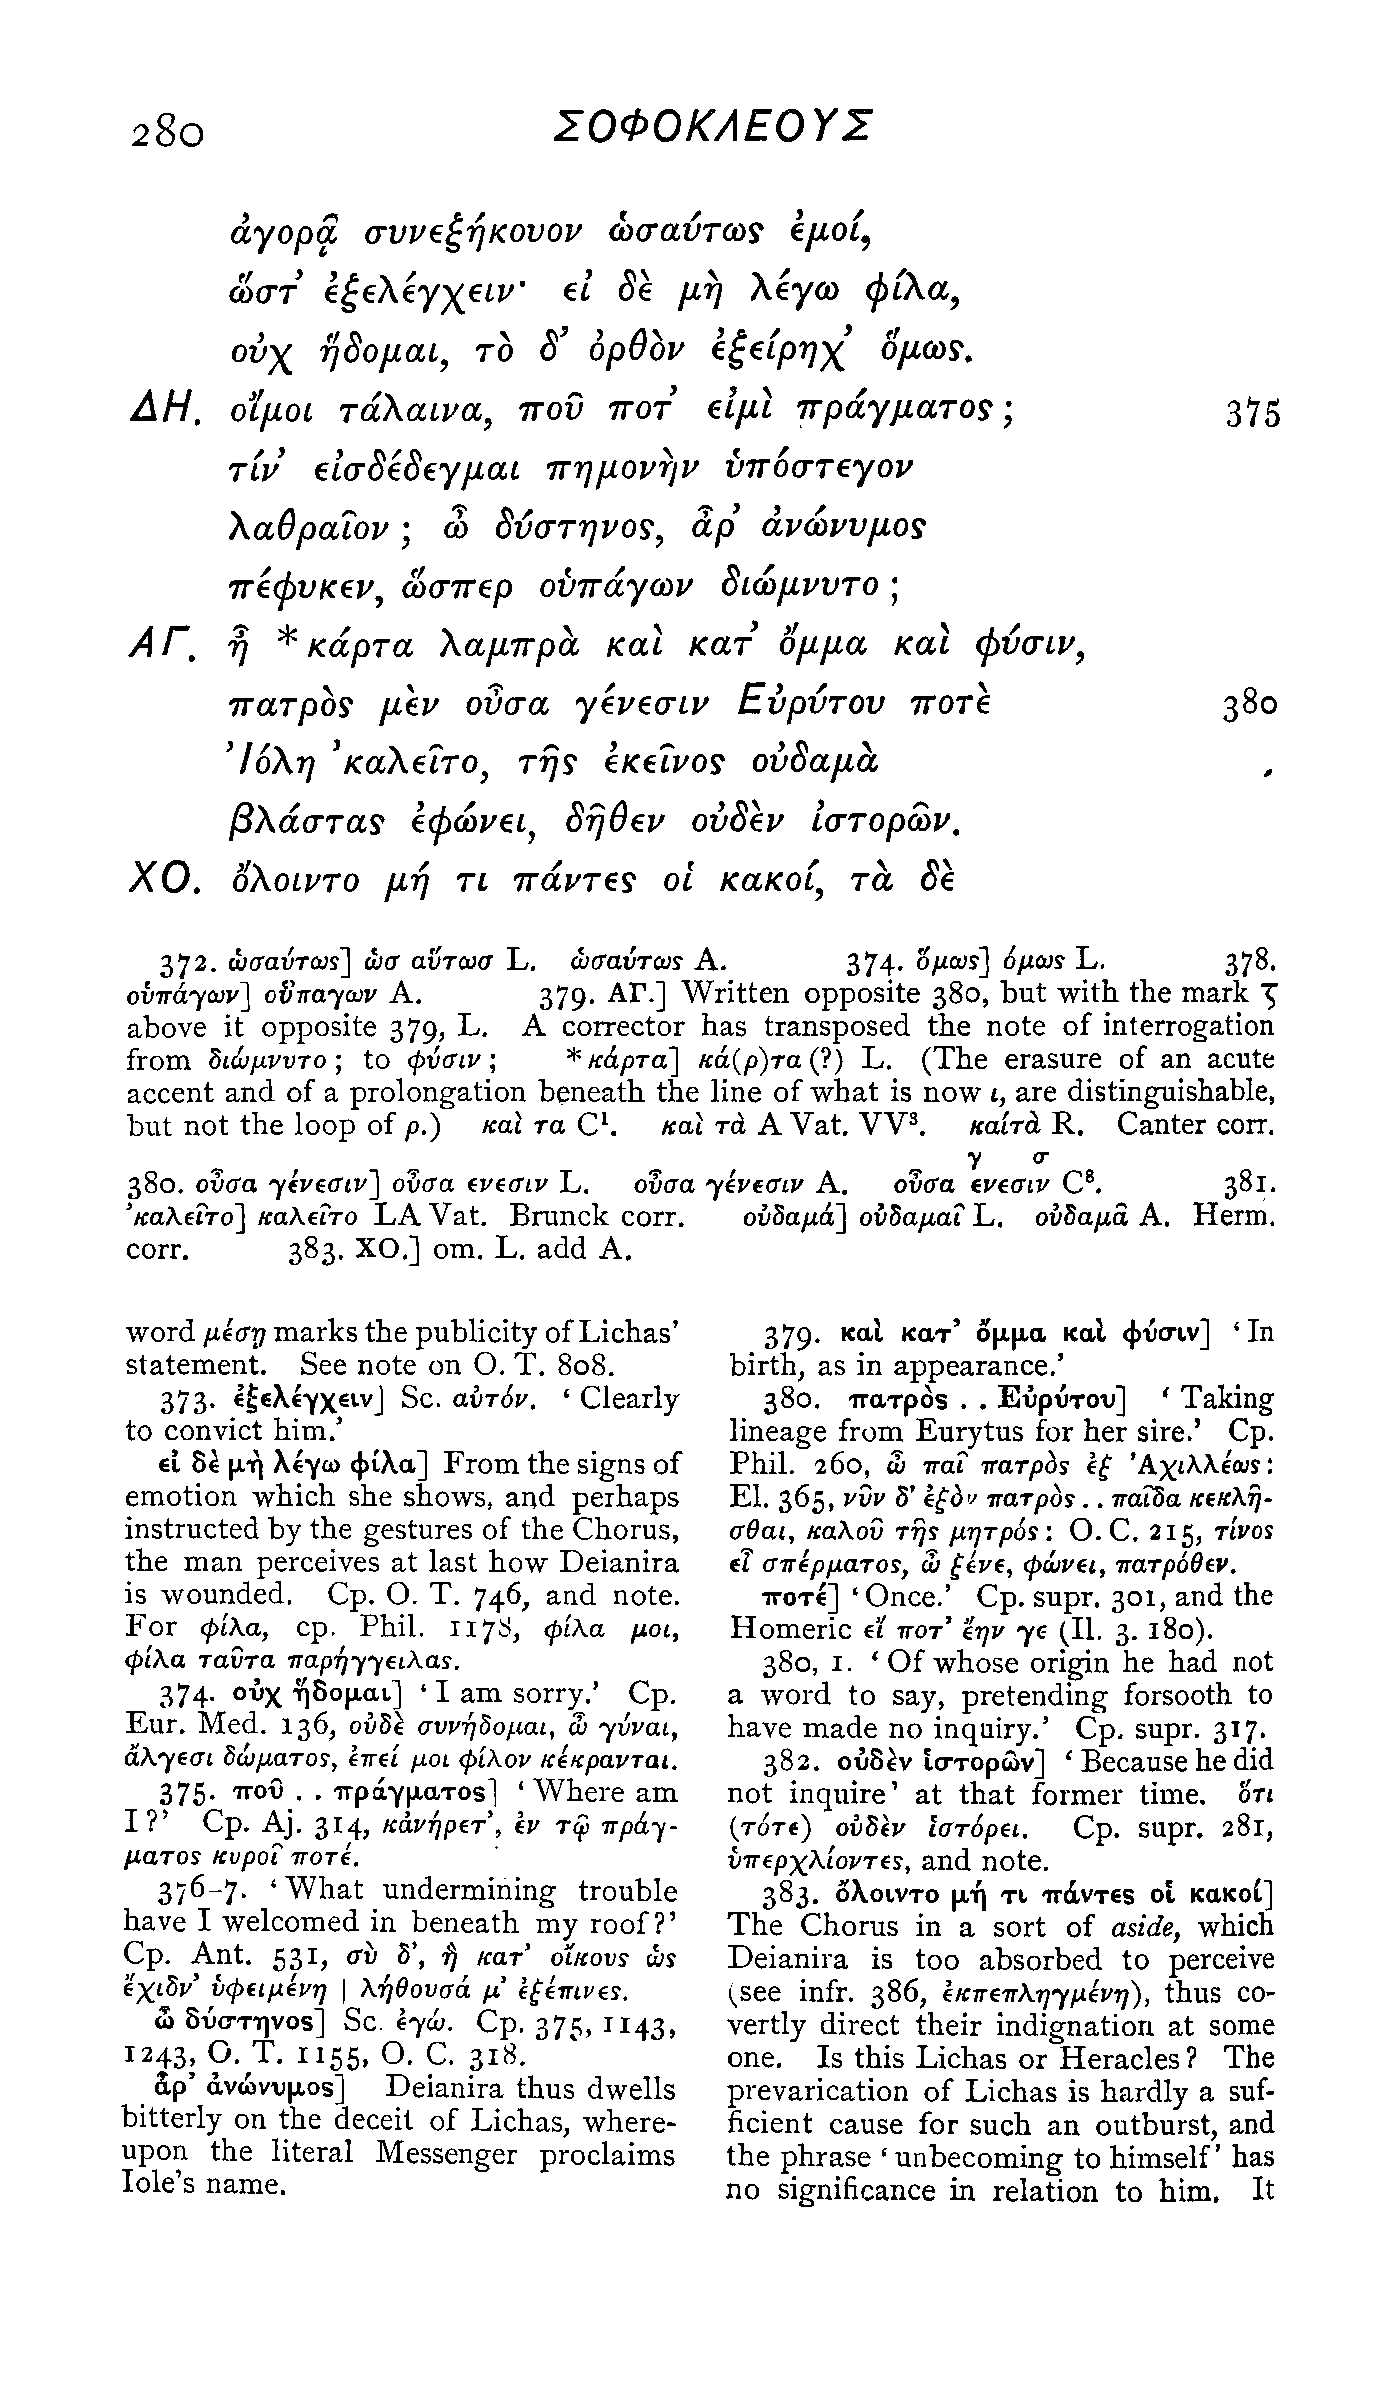 280 ΣΟΦΟΚΛΕΟΥΣ
ἀγορᾷ συνεξήκουον ὡσαύτως ἐμοί,
ὥστ’ ἐξελέγχειν· εἰ δὲ μὴ λέγω φίλα,
οὐχ ἥδομαι, τὸ δ’ ὀρθὸν ἐξείρηχ’ ὅμως.
ΔΗ. οἴμοι τάλαινα, ποῦ ποτ’ εἰμὶ πράγματος; 375
τίν’ εἰσδέδεγμαι πημονὴν ὑπόστεγον
λαθραῖον; ὦ δύστηνος, ἆρ’ ἀνώνυμος
πέφυκεν, ὥσπερ οὑπάγων διώμνυτο;
ΑΓ. ἦ *κάρτα λαμπρὰ καὶ κατ’ ὄμμα καὶ φύσιν,
πατρὸς μὲν οὖσα γένεσιν Εὐρύτου ποτὲ 380
’Ιόλη ’καλεῖτο, τῆς ἐκεῖνος οὐδαμὰ
βλάστας ἐφώνει, δῆθεν οὐδὲν ἱστορῶν.
ΧΟ. ὄλοιντο μή τι πάντες οἱ κακοί, τὰ δὲ
372. ὡσαύτως] ὡσ αὕτωσ L. ὡσαύτως A. 374. ὅμως] όμως L. 378.
οὑπάγων] οὕπαγων A. 379. ΑΓ.] Written opposite 380, but with the mark
above it opposite 379, L. A corrector has transposed the note of interrogation
from διώμνυτο; to φύσιν; *κάρτα] κά(ρ)τα (?) L. (The erasure of an acute
accent and of a prolongation beneath the line of what is now ι, are distinguishable,
but not the loop of ρ.) καὶ τα C¹. καὶ τὰ A Vat. VV³. καίτὰ R. Canter corr.
γ σ
380. οὖσα γένεσιν] οὖσα ενεσιν L. οὖσα γένεσιν A. οὖσα ενεσιν C⁸. 381.
’καλεῖτο] καλεῖτο LA Vat. Brunck corr. οὐδαμά] οὐδαμαῖ L. οὐδαμᾶ A. Herm.
corr. 383. ΧΟ.] om. L. add A.
word μέσῃ marks the publicity of Lichas’
statement. See note on O. T. 808.
373. ἐξελέγχειν] Sc. αὐτόν. ‘Clearly
to convict him.’
εἰ δὲ μὴ λέγω φίλα] From the signs of
emotion which she shows, and perhaps
instructed by the gestures of the Chorus,
the man perceives at last how Deianira
is wounded. Cp. O. T. 746, and note.
For φίλα, cp. Phil. 1178, φίλα μοι,
φίλα ταῦτα παρήγγειλας.
374. οὐχ ἥδομαι] ‘I am sorry.’ Cp.
Eur. Med. 136, οὐδὲ συνήδομαι, ὦ γύναι,
ἄλγεσι δώματος, ἐπεί μοι φίλον κέκρανται.
375. ποῦ . . πράγματος] ‘Where am
I?’ Cp. Aj. 314, κἀνήρετ’, ἐν τῷ πράγ-
ματος κυροῖ ποτέ.
376-7. ‘What undermining trouble
have I welcomed in beneath my roof?’
Cp. Ant. 531, σὺ δ’, ἣ κατ’ οἴκους ὡς
ἔχιδν’ ὑφειμένη | λήθουσά μ’ ἐξέπινες.
ὦ δύστηνος] Sc. ἐγώ. Cp. 375, 1143,
1243, O. T. 1155, O. C. 318.
ἆρ’ ἀνώνυμος] Deianira thus dwells
bitterly on the deceit of Lichas, where-
upon the literal Messenger proclaims
Iole’s name.
379. καὶ κατ’ ὄμμα καὶ φύσιν] ‘In
birth, as in appearance.’
380. πατρὸς . . Εὐρύτου] ‘Taking
lineage from Eurytus for her sire.’ Cp.
Phil. 260, ὦ παῖ πατρὸς ἐξ ’Αχιλλέως:
El. 365, νῦν δ’ ἐξὸν πατρὸς . . παῖδα κεκλῆ-
σθαι, καλοῦ τῆς μητρός: O. C. 215, τίνος
εἶ σπέρματος, ὦ ξένε, φώνει, πατρόθεν.
ποτέ] ‘Once.’ Cp. supr. 301, and the
Homeric εἴ ποτ’ ἔην γε (Il. 3. 180).
380, 1. ‘Of whose origin he had not
a word to say, pretending forsooth to
have made no inquiry.’ Cp. supr. 317.
382. οὐδὲν ἱστορῶν] ‘Because he did
not inquire’ at that former time. ὅτι
(τότε) οὐδὲν ἱστόρει. Cp. supr. 281,
ὑπερχλίοντες, and note.
383. ὄλοιντο μή τι πάντες οἱ κακοί]
The Chorus in a sort of aside, which
Deianira is too absorbed to perceive
(see infr. 386, ἐκπεπληγμένη), thus co-
vertly direct their indignation at some
one. Is this Lichas or Heracles? The
prevarication of Lichas is hardly a suf-
ficient cause for such an outburst, and
the phrase ‘unbecoming to himself’ has
no significance in relation to him. It